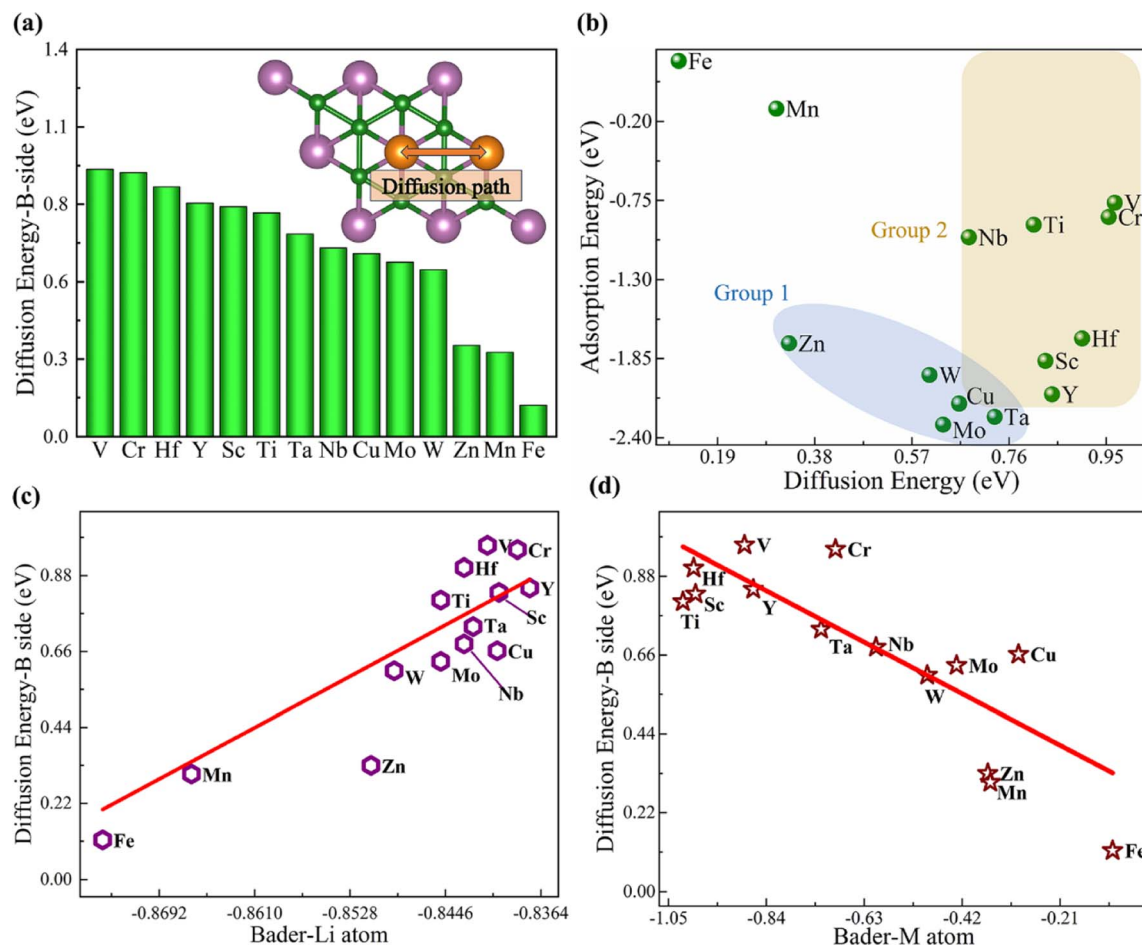 (a)
Diffusion Energy-B-side (eV)
1.4
1.1
0.8
0.6
0.3
0.0
Diffusion path
V Cr Hf Y Sc Ti Ta Nb Cu Mo W Zn Mn Fe
(b)
Adsorption Energy (eV)
-0.20
-0.75
-1.30
-1.85
-2.40
Fe
Mn
V
Cr
Ti
Nb
Group 2
Group 1
Zn
Hf
Sc
W
Y
Cu
Ta
Mo
0.19 0.38 0.57 0.76 0.95
Diffusion Energy (eV)
(c)
Diffusion Energy-B side (eV)
0.88
0.66
0.44
0.22
0.00
V
Cr
Hf
Y
Ti
Sc
Ta
Cu
Mo
W
Nb
Zn
Mn
Fe
-0.8692 -0.8610 -0.8528 -0.8446 -0.8364
Bader-Li atom
(d)
Diffusion Energy-B side (eV)
0.88
0.66
0.44
0.22
0.00
V
Cr
Hf
Sc
Y
Ti
Ta
Nb
Cu
Mo
W
Zn
Mn
Fe
-1.05 -0.84 -0.63 -0.42 -0.21
Bader-M atom